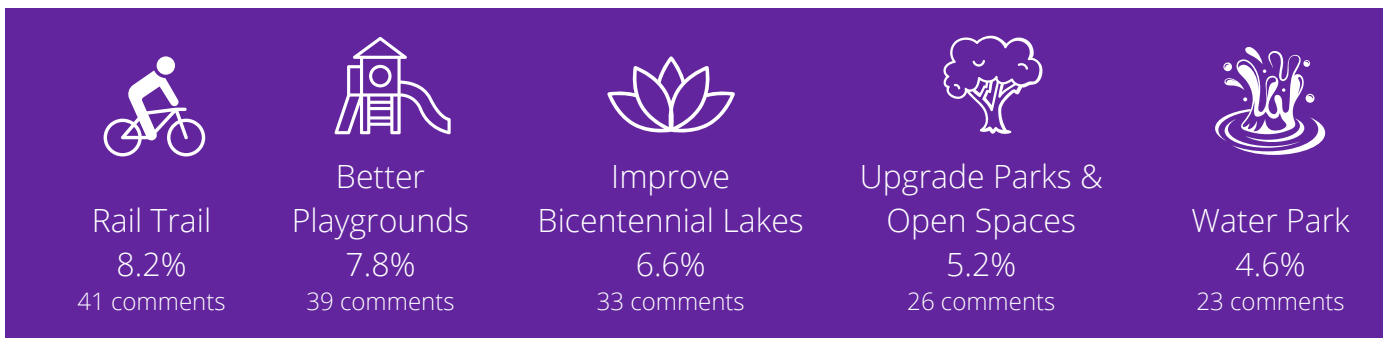 Rail Trail
8.2%
41 comments
Better
Playgrounds
7.8%
39 comments
Improve
Bicentennial Lakes
6.6%
33 comments
Upgrade Parks &
Open Spaces
5.2%
26 comments
Water Park
4.6%
23 comments